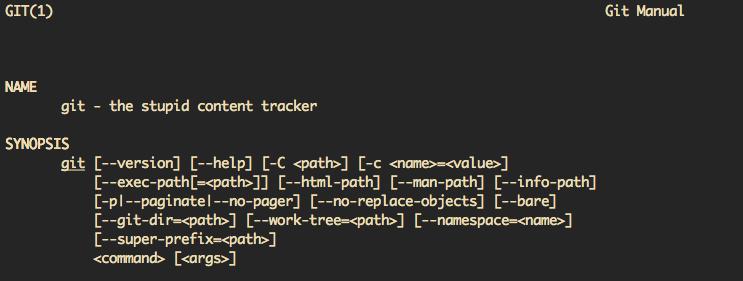 GIT(1) Git Manual
NAME
git - the stupid content tracker
SYNOPSIS
git [--version] [--help] [-C <path>] [-c <name>=<value>]
[--exec-path[=<path>]] [--html-path] [--man-path] [--info-path]
[-p|--paginate|--no-pager] [--no-replace-objects] [--bare]
[--git-dir=<path>] [--work-tree=<path>] [--namespace=<name>]
[--super-prefix=<path>]
<command> [<args>]